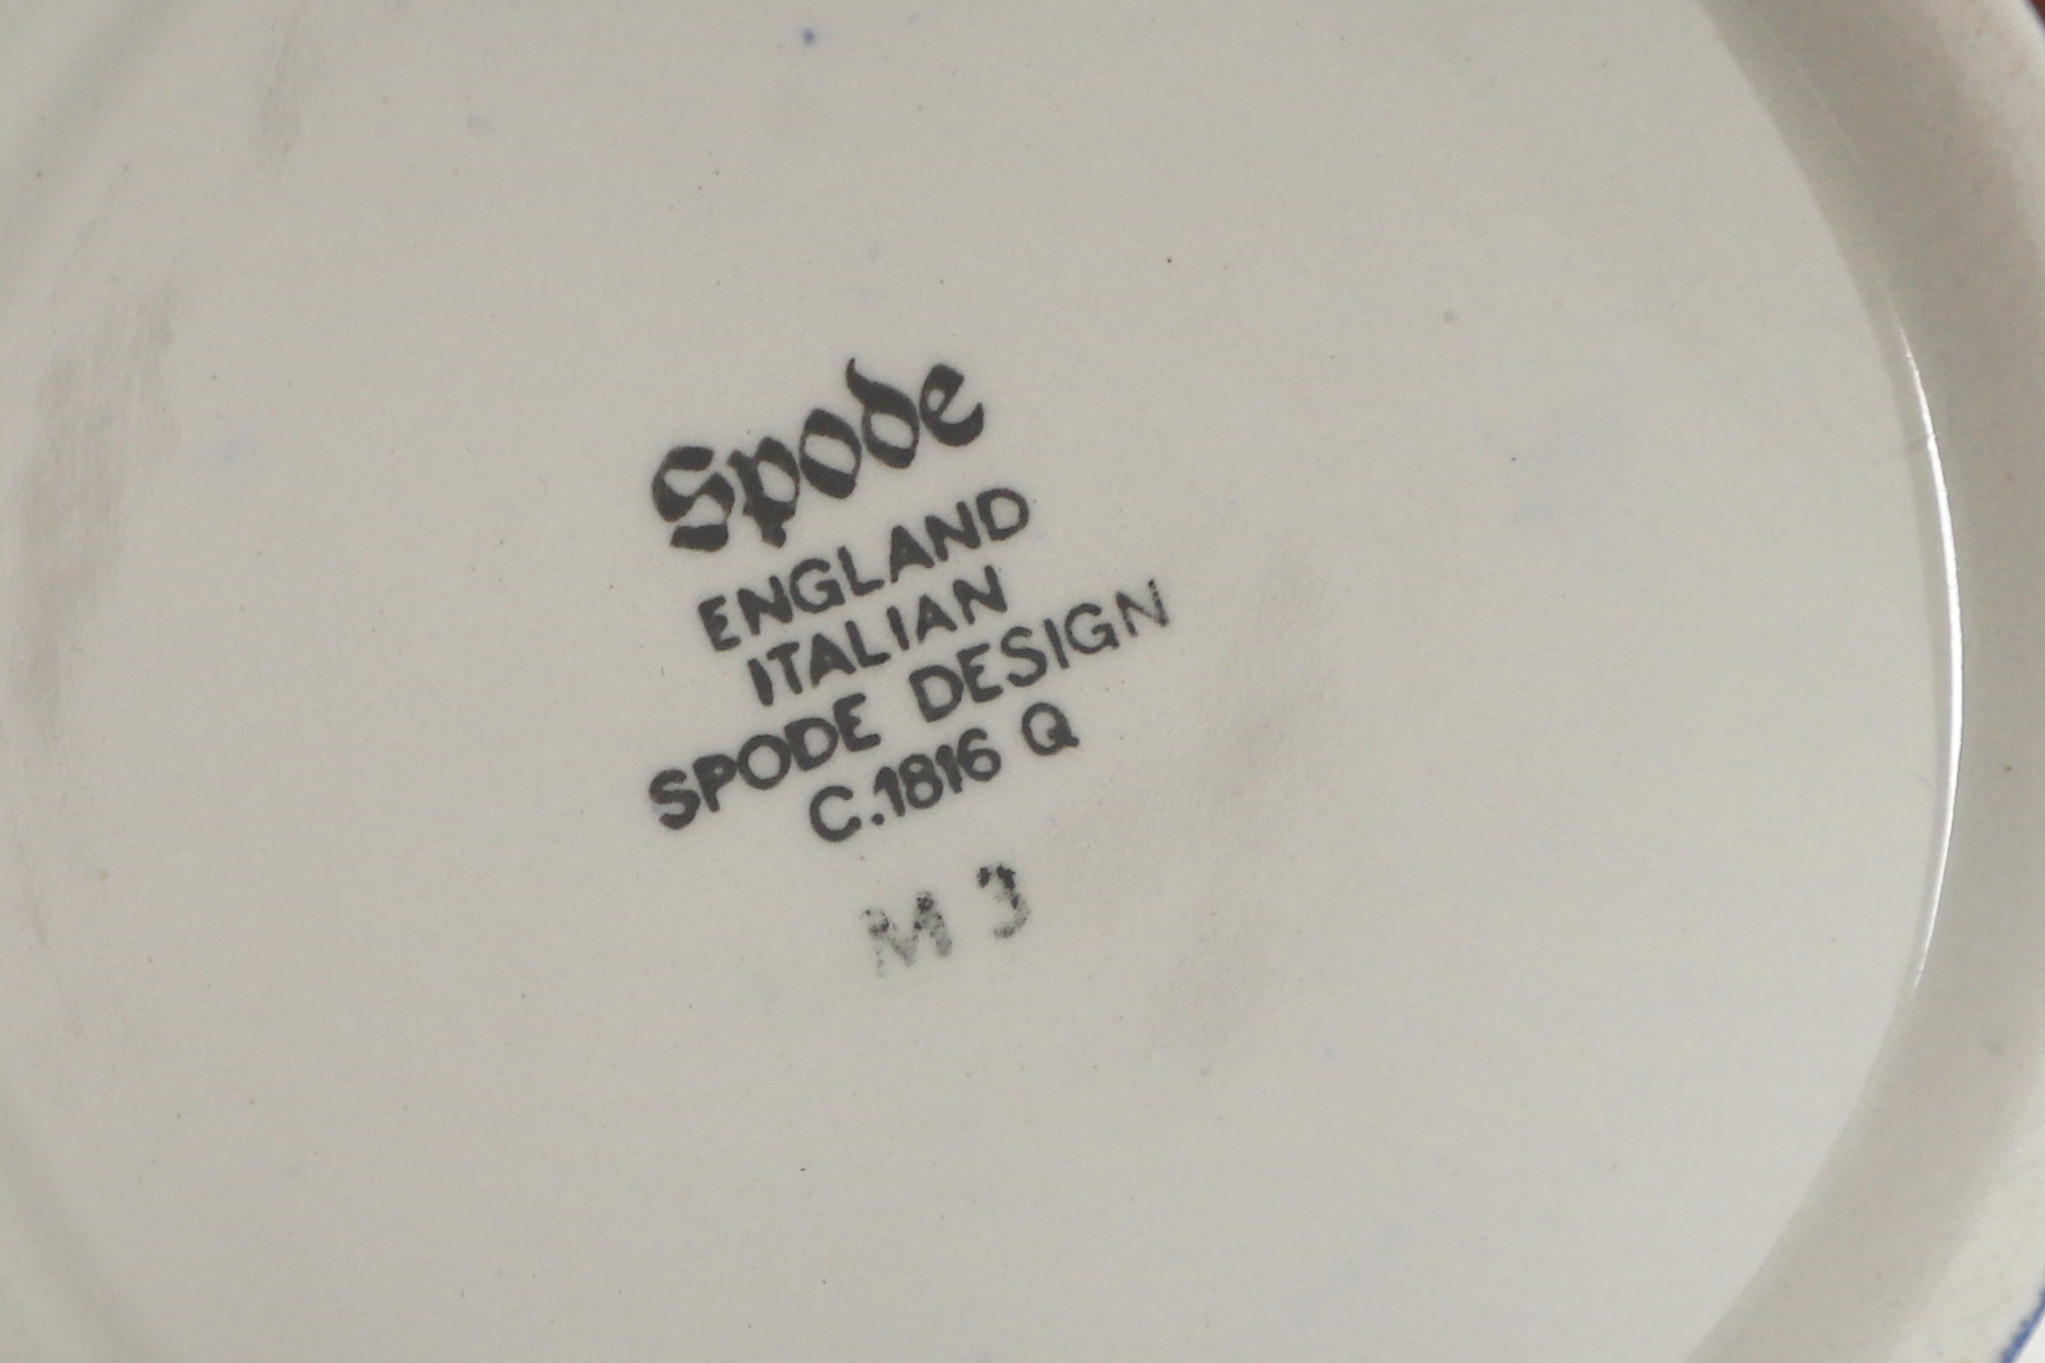 Spode
ENGLAND
ITALIAN
SPODE DESIGN
C.1816 Q
M 3